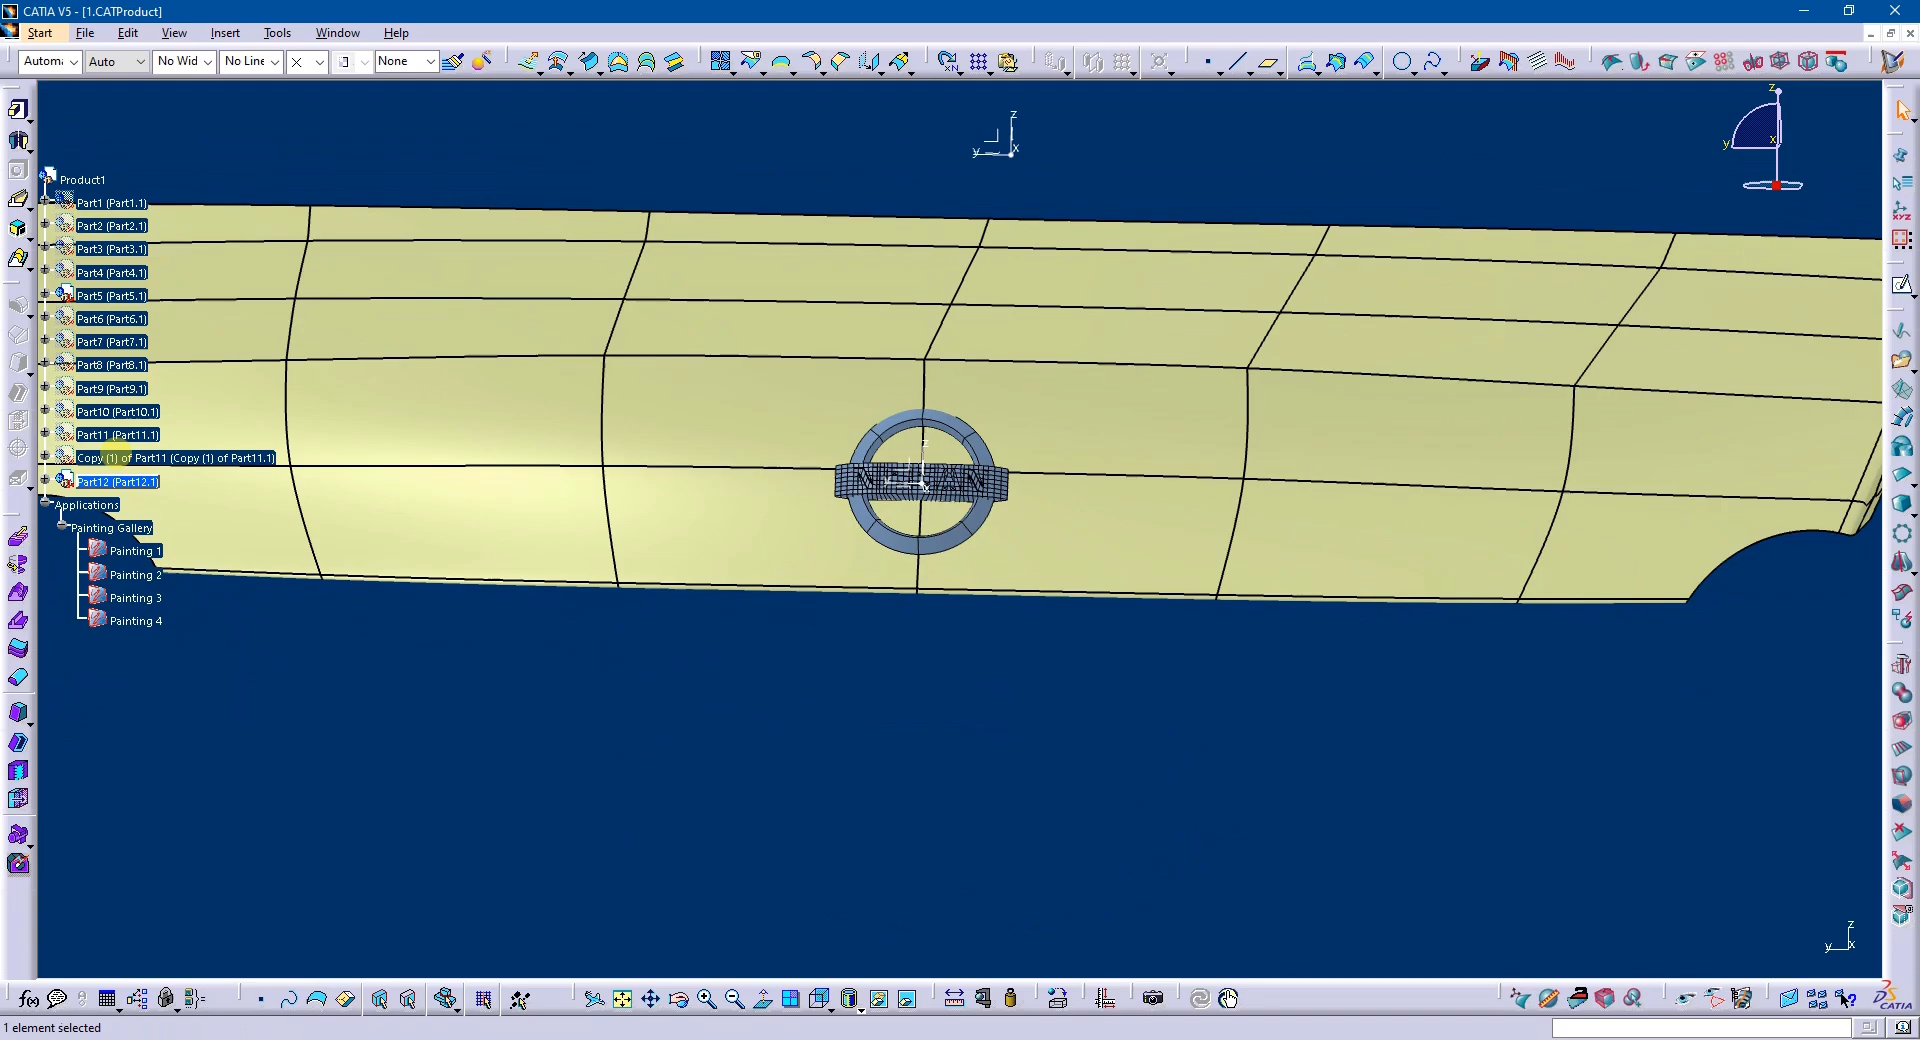 CATIA V5 - [1.CATProduct]
Start File Edit View Insert Tools Window Help
Automa Auto No Wid No Line None
z
y x
z
y x
Product1
Part1 (Part1.1)
Part2 (Part2.1)
Part3 (Part3.1)
Part4 (Part4.1)
Part5 (Part5.1)
Part6 (Part6.1)
Part7 (Part7.1)
Part8 (Part8.1)
Part9 (Part9.1)
Part10 (Part10.1)
Part11 (Part11.1)
Copy (1) of Part11 (Copy (1) of Part11.1)
Part12 (Part12.1)
Applications
Painting Gallery
Painting 1
Painting 2
Painting 3
Painting 4
z
y x
f(x)
CATIA
1 element selected